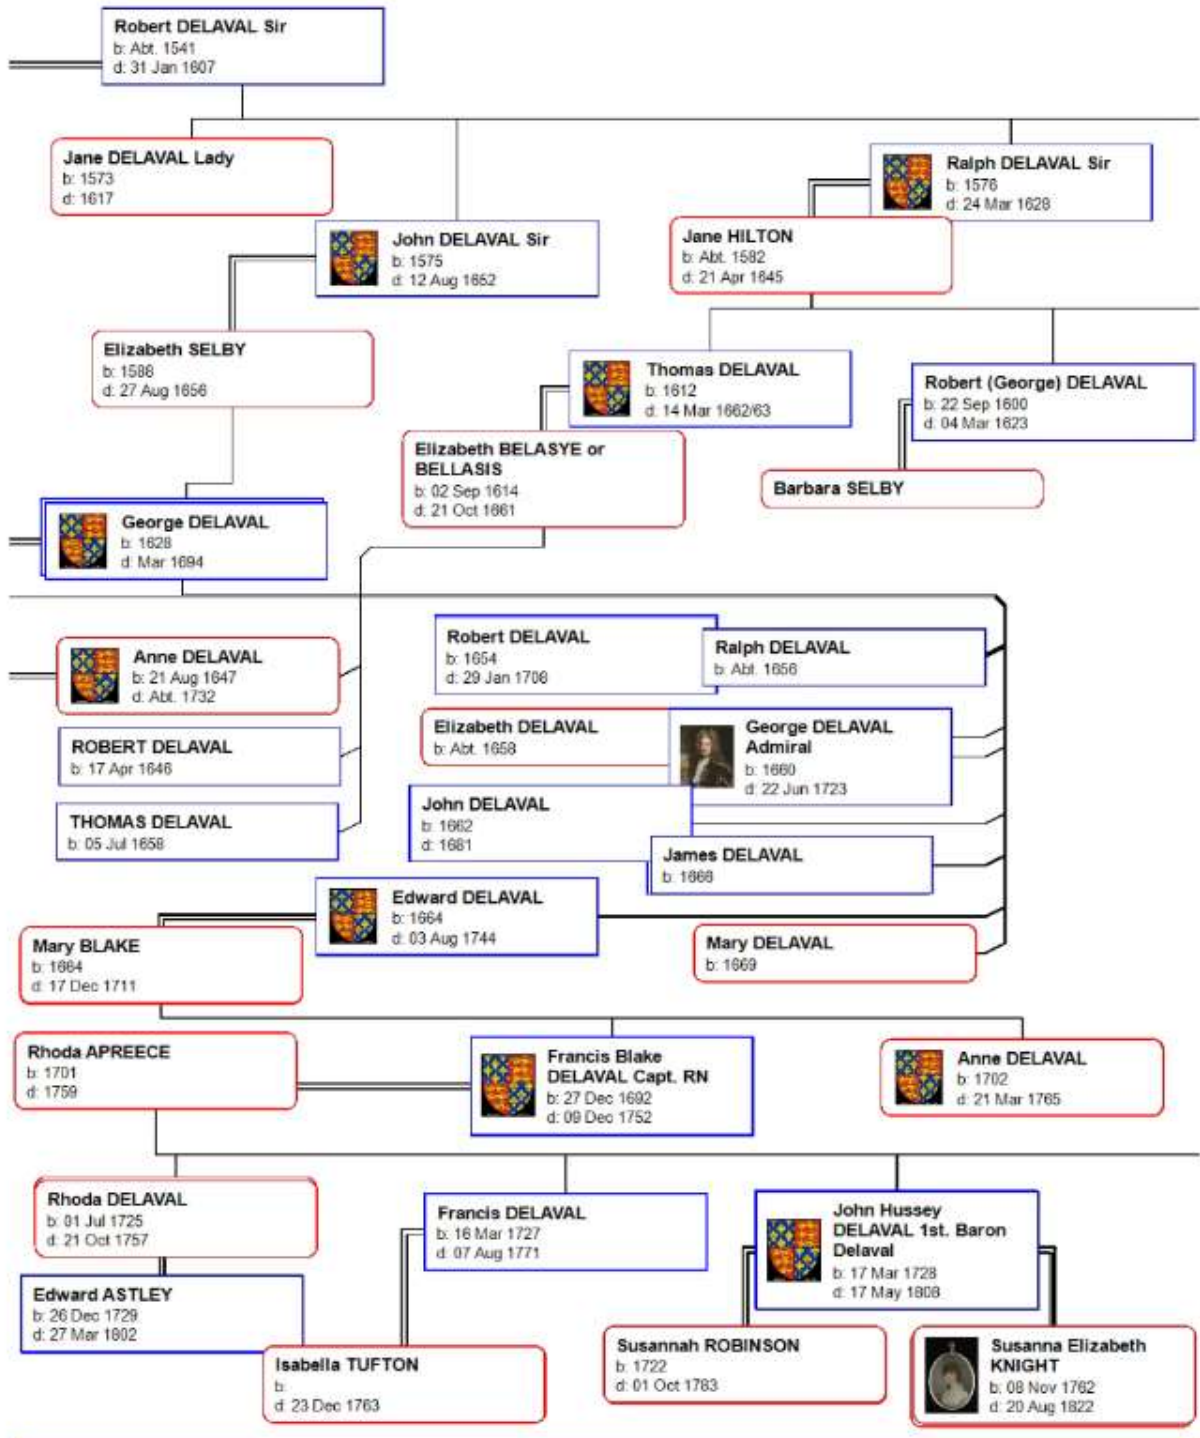 Robert DELAVAL Sir
b: Abt. 1541
d: 31 Jan 1607
Jane DELAVAL Lady
b: 1573
d: 1617
Ralph DELAVAL Sir
b: 1576
d: 24 Mar 1628
John DELAVAL Sir
b: 1575
d: 12 Aug 1652
Jane HILTON
b: Abt. 1582
d: 21 Apr 1645
Elizabeth SELBY
b: 1588
d: 27 Aug 1656
Thomas DELAVAL
b: 1612
d: 14 Mar 1662/63
Robert (George) DELAVAL
b: 22 Sep 1600
d: 04 Mar 1623
Elizabeth BELASYE or
BELLASIS
b: 02 Sep 1614
d: 21 Oct 1661
Barbara SELBY
George DELAVAL
b: 1628
d: Mar 1694
Anne DELAVAL
b: 21 Aug 1647
d: Abt. 1732
Robert DELAVAL
b: 1654
d: 29 Jan 1708
Ralph DELAVAL
b: Abt. 1656
ROBERT DELAVAL
b: 17 Apr 1646
Elizabeth DELAVAL
b: Abt. 1658
George DELAVAL
Admiral
b: 1660
d: 22 Jun 1723
THOMAS DELAVAL
b: 05 Jul 1658
John DELAVAL
b: 1662
d: 1681
James DELAVAL
b: 1666
Edward DELAVAL
b: 1664
d: 03 Aug 1744
Mary BLAKE
b: 1664
d: 17 Dec 1711
Mary DELAVAL
b: 1669
Rhoda APREECE
b: 1701
d: 1759
Francis Blake
DELAVAL Capt. RN
b: 27 Dec 1692
d: 09 Dec 1752
Anne DELAVAL
b: 1702
d: 21 Mar 1765
Rhoda DELAVAL
b: 01 Jul 1725
d: 21 Oct 1757
Francis DELAVAL
b: 16 Mar 1727
d: 07 Aug 1771
John Hussey
DELAVAL 1st. Baron
Delaval
b: 17 Mar 1728
d: 17 May 1808
Edward ASTLEY
b: 26 Dec 1729
d: 27 Mar 1802
Isabella TUFTON
b:
d: 23 Dec 1763
Susannah ROBINSON
b: 1722
d: 01 Oct 1783
Susanna Elizabeth
KNIGHT
b: 08 Nov 1762
d: 20 Aug 1822